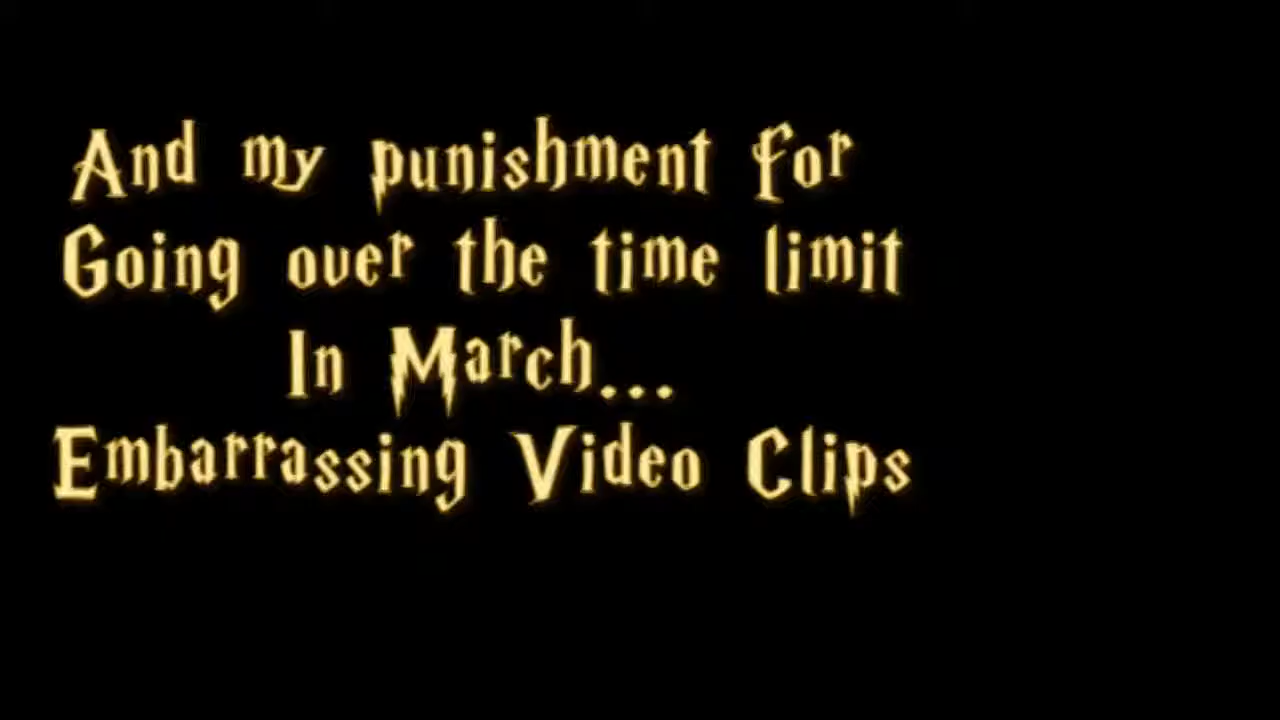 And my punishment for
Going over the time limit
In March...
Embarrassing Video Clips